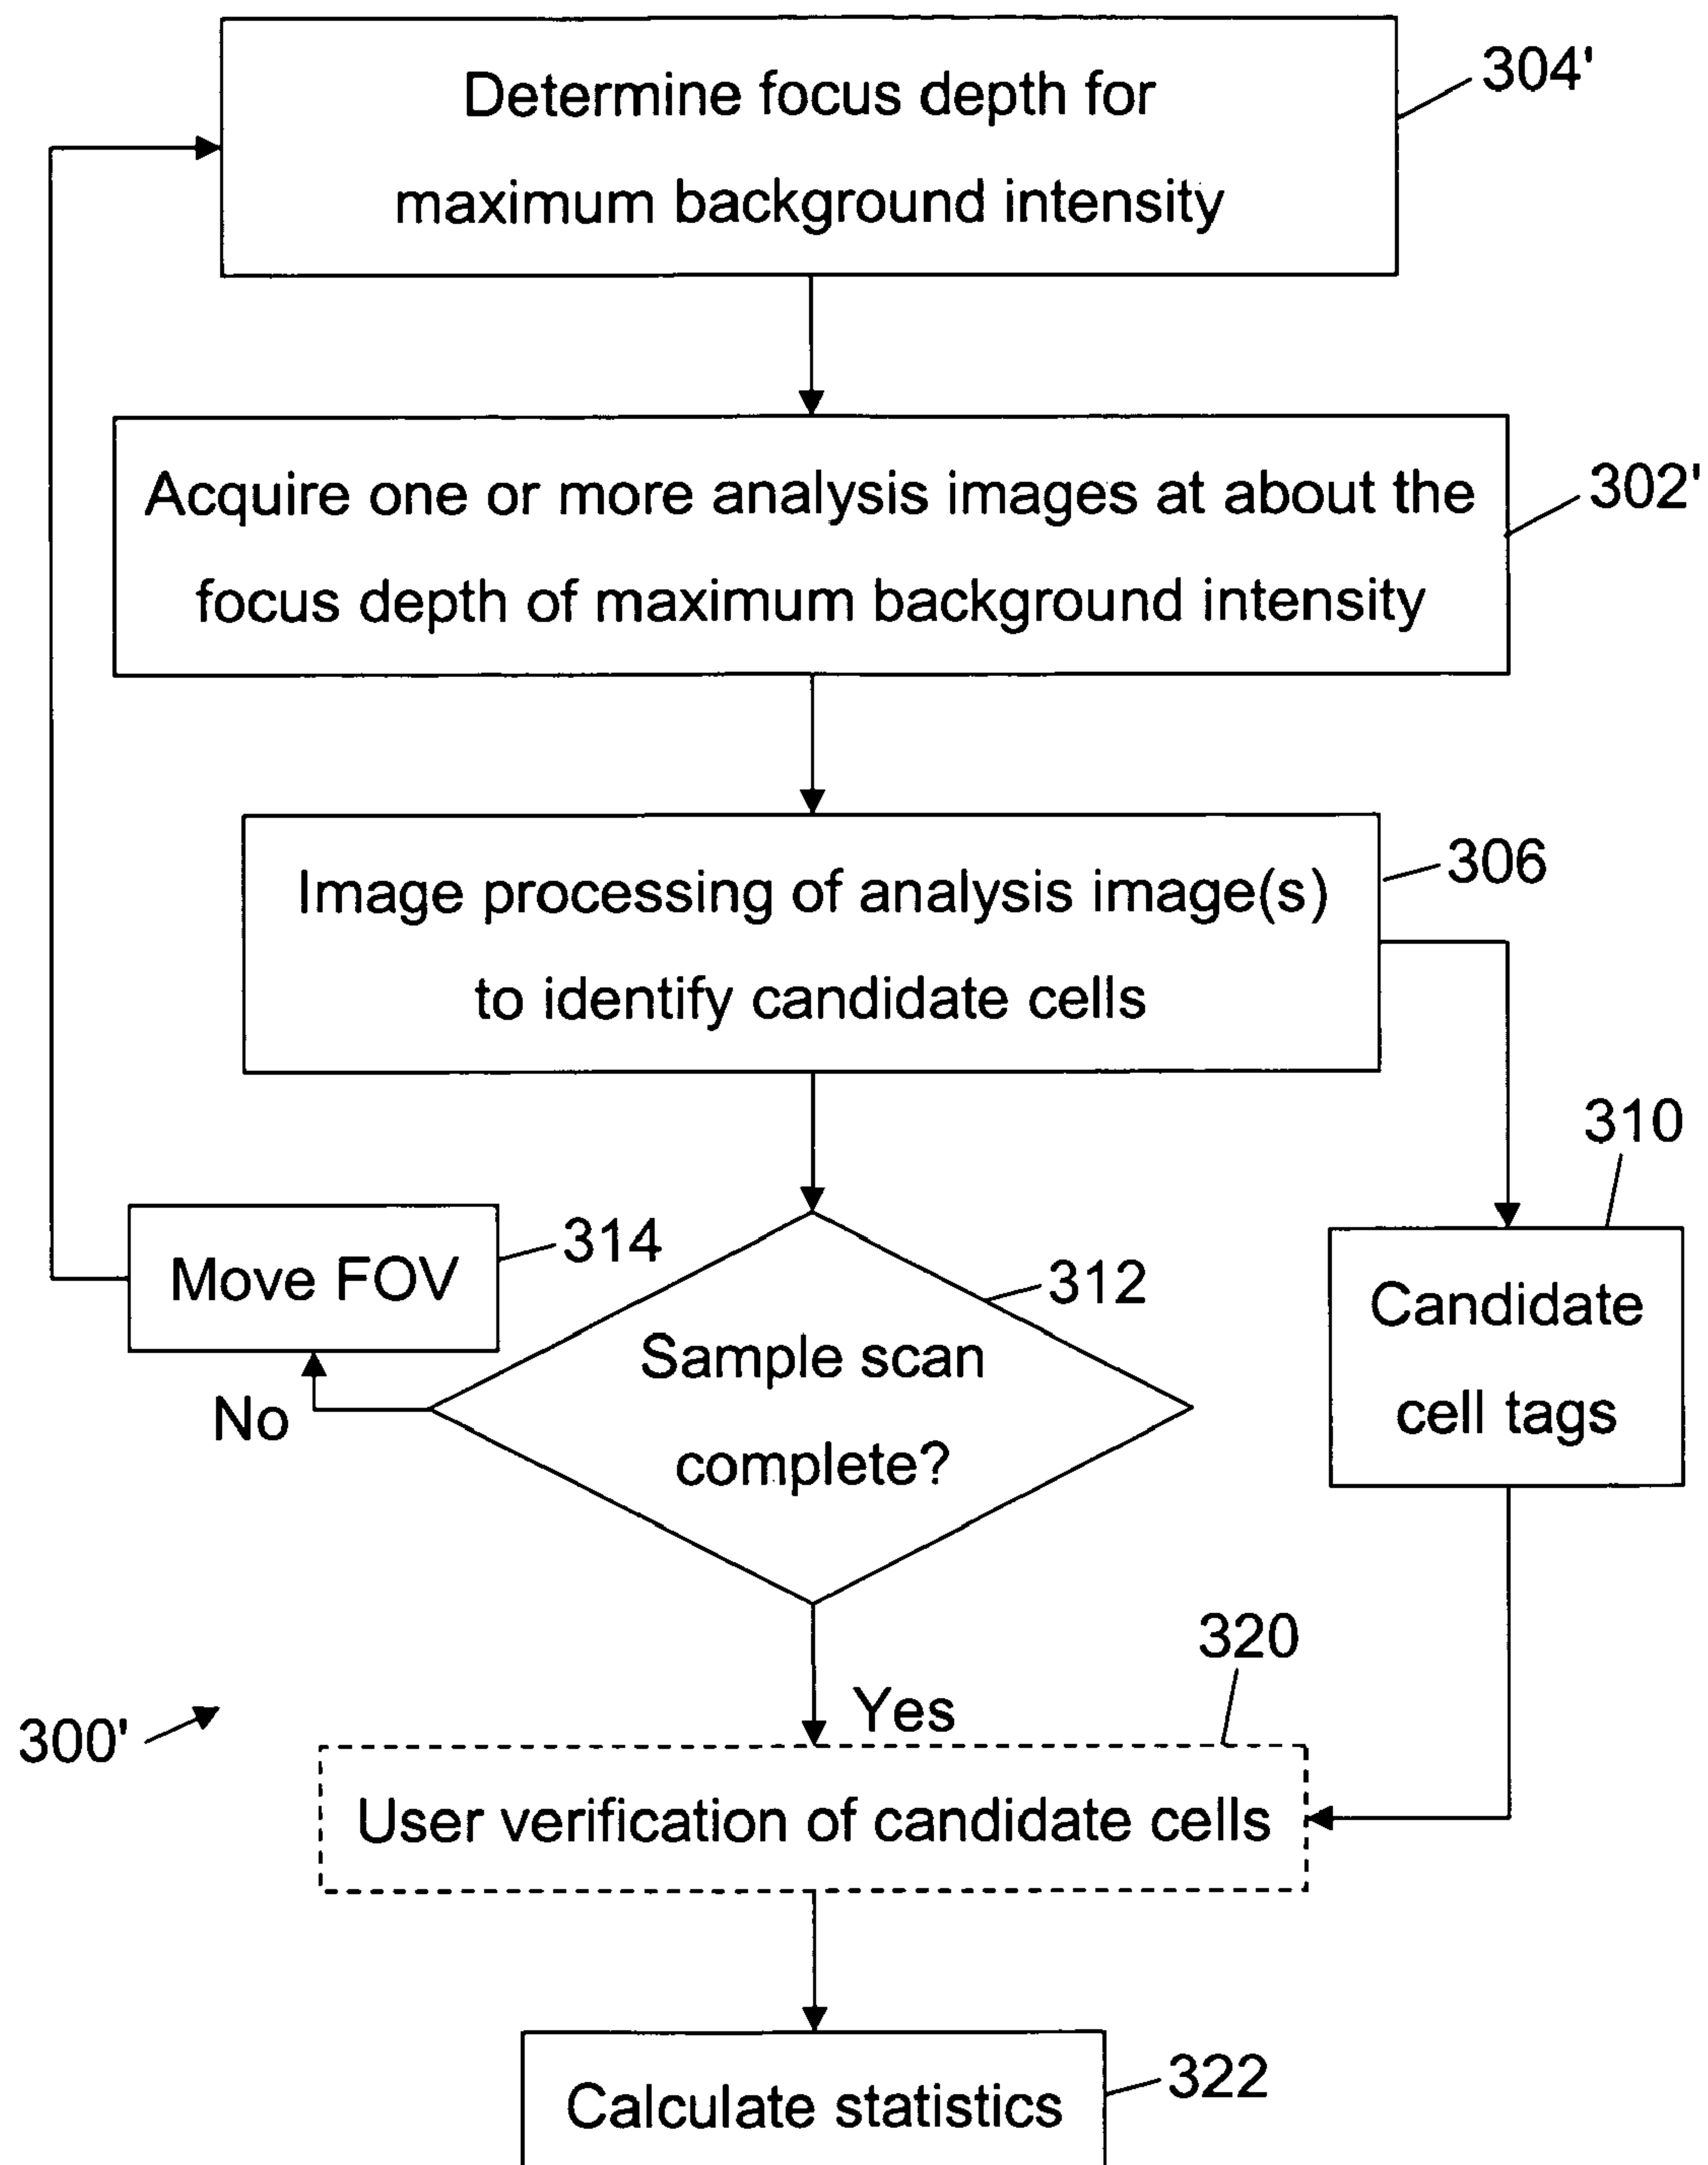 Determine focus depth for
maximum background intensity
304'
Acquire one or more analysis images at about the
focus depth of maximum background intensity
302'
Image processing of analysis image(s)
to identify candidate cells
306
310
Candidate
cell tags
Move FOV
314
312
Sample scan
complete?
No
Yes
320
300'
User verification of candidate cells
Calculate statistics
322